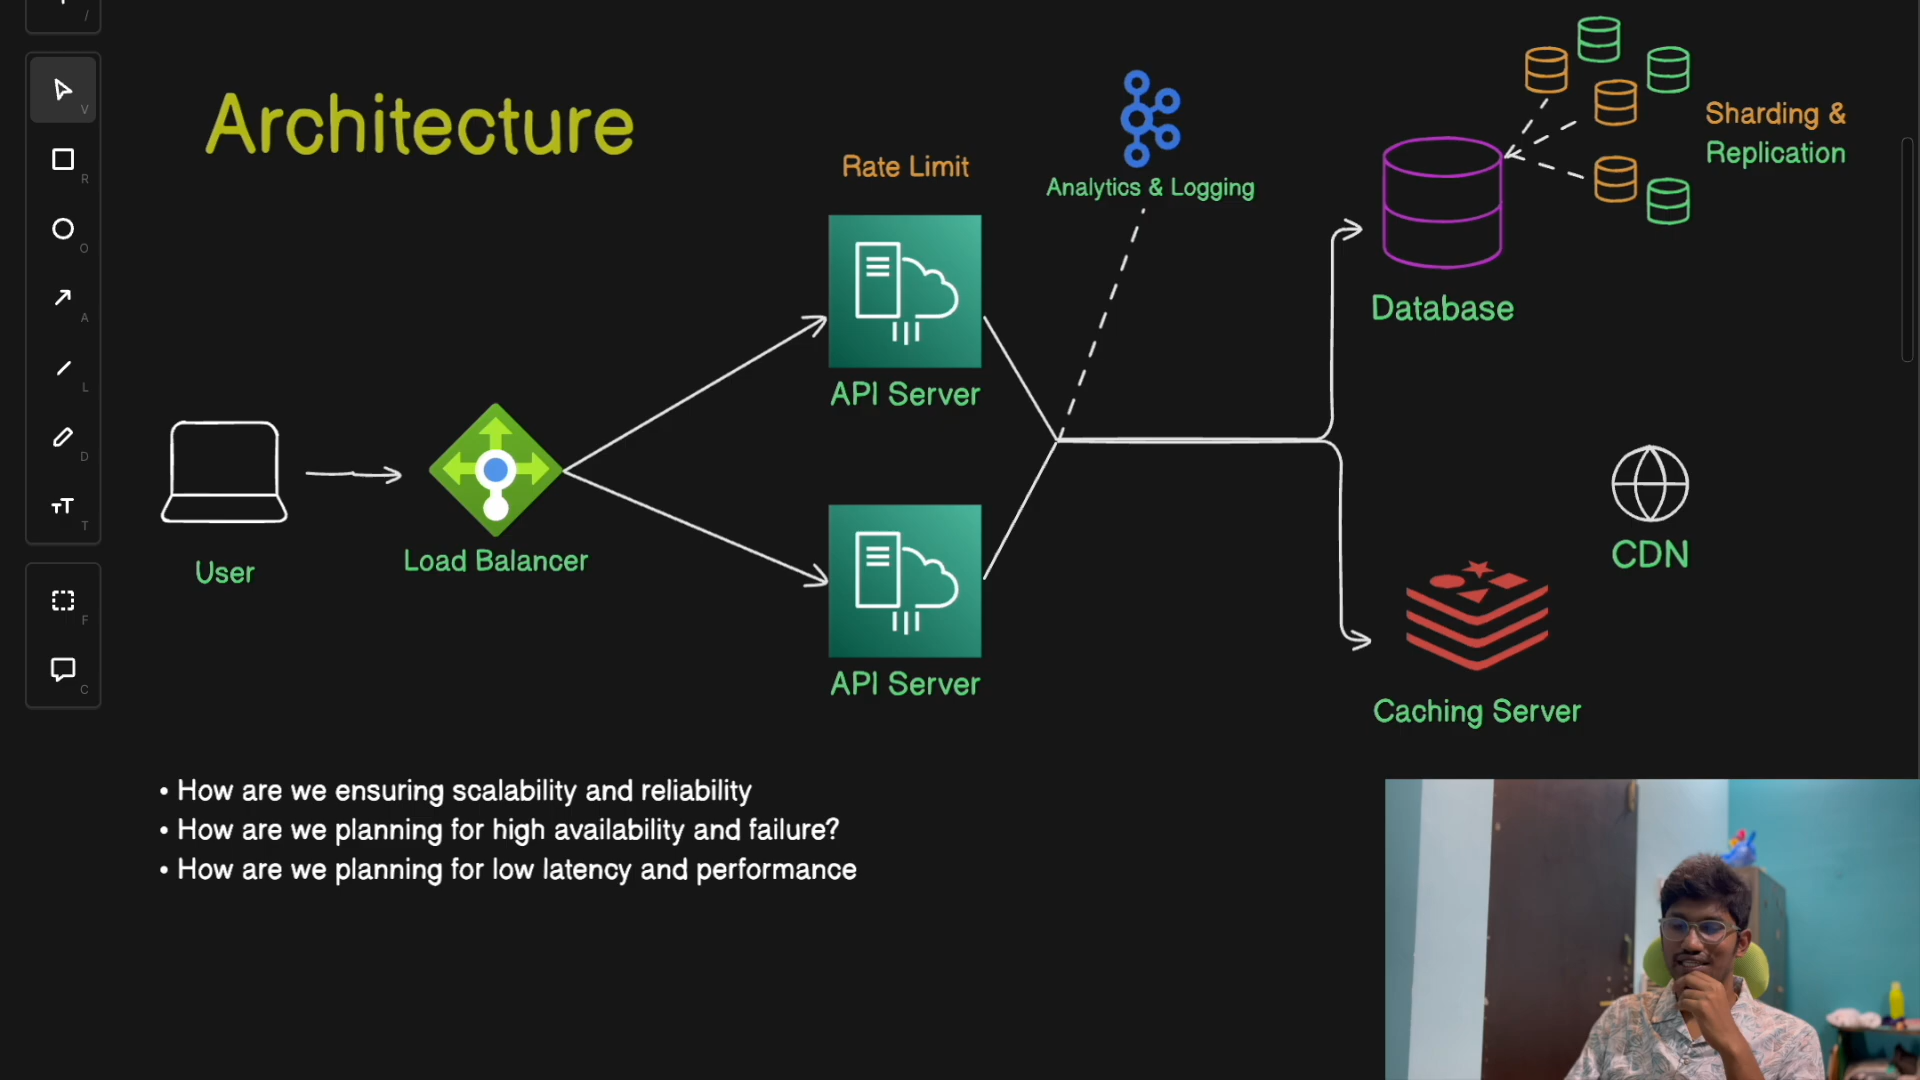 /
V
R
O
A
L
D
T
F
C
Architecture
Rate Limit
Analytics & Logging
Sharding &
Replication
Database
API Server
User
Load Balancer
CDN
API Server
Caching Server
• How are we ensuring scalability and reliability
• How are we planning for high availability and failure?
• How are we planning for low latency and performance